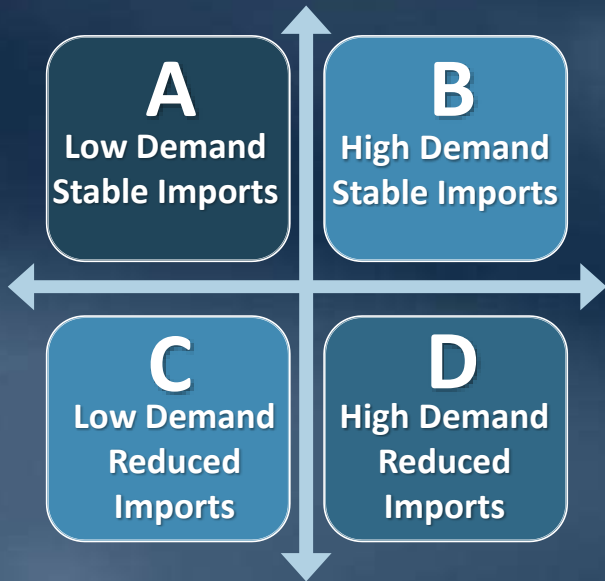 A
Low Demand
Stable Imports
B
High Demand
Stable Imports
C
Low Demand
Reduced
Imports
D
High Demand
Reduced
Imports